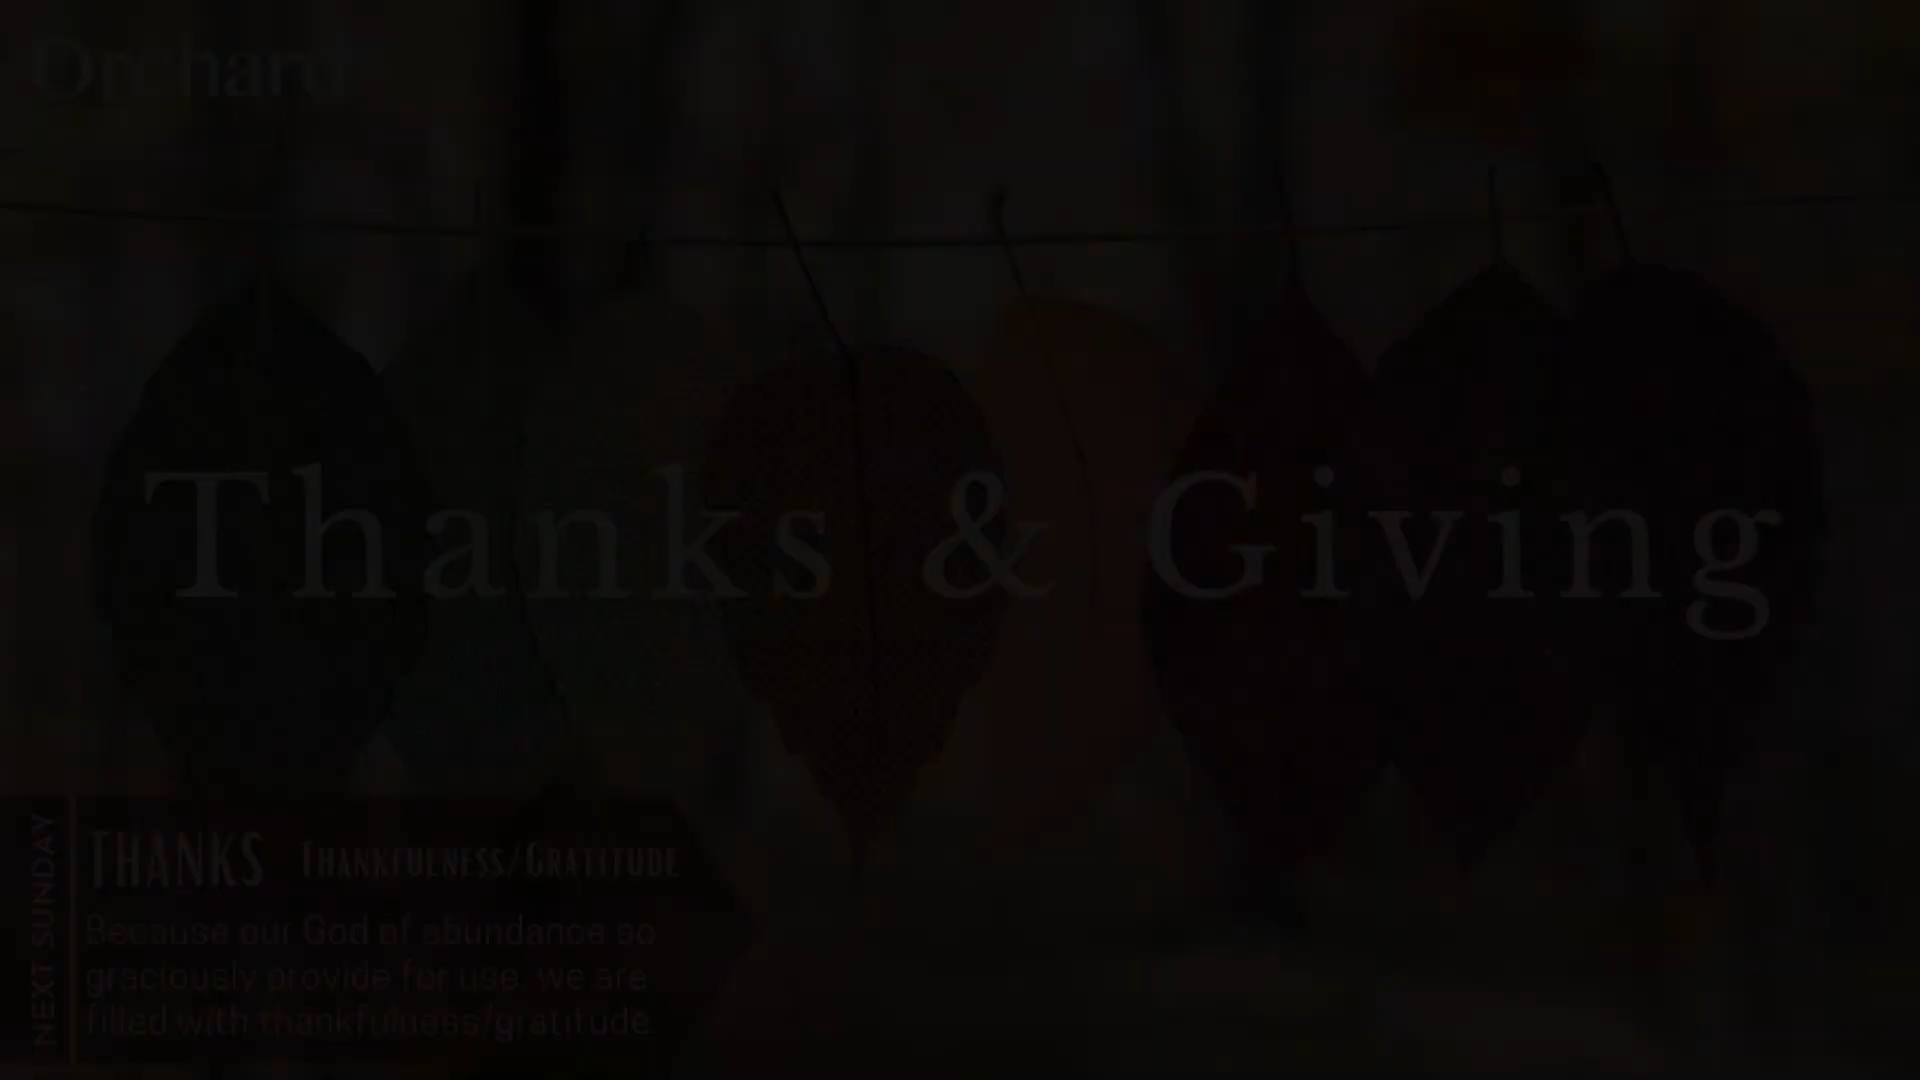 Orchard
Thanks & Giving
NEXT SUNDAY
THANKS THANKFULNESS/GRATITUDE
Because our God of abundance so
graciously provide for use, we are
filled with thankfulness/gratitude